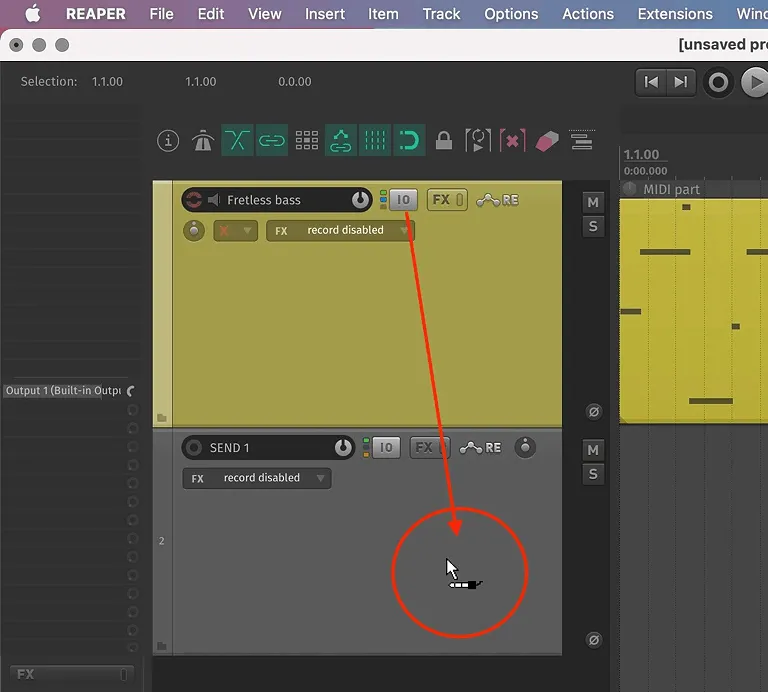 REAPER File Edit View Insert Item Track Options Actions Extensions Wind
[unsaved pro
Selection: 1.1.00 1.1.00 0.0.00
1.1.00
0:00.000
MIDI part
Fretless bass IO FX RE M
FX record disabled S
Output 1 (Built-in Outpu
SEND 1 IO FX RE M
FX record disabled S
2
FX